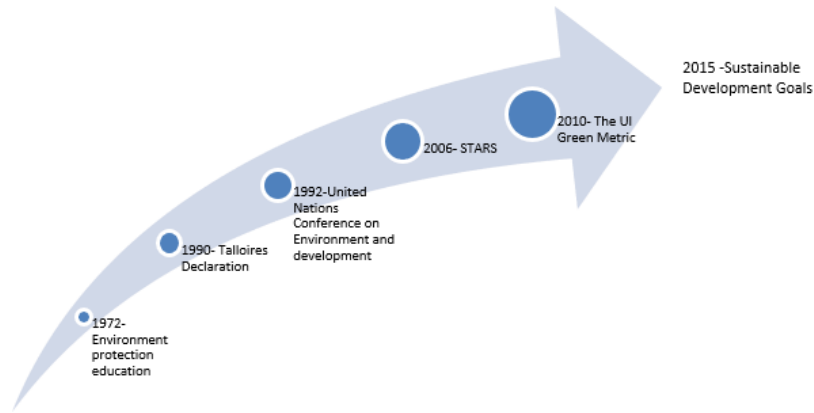 2015 -Sustainable
Development Goals
2010- The UI
Green Metric
2006- STARS
1992-United
Nations
Conference on
Environment and
development
1990- Talloires
Declaration
1972-
Environment
protection
education